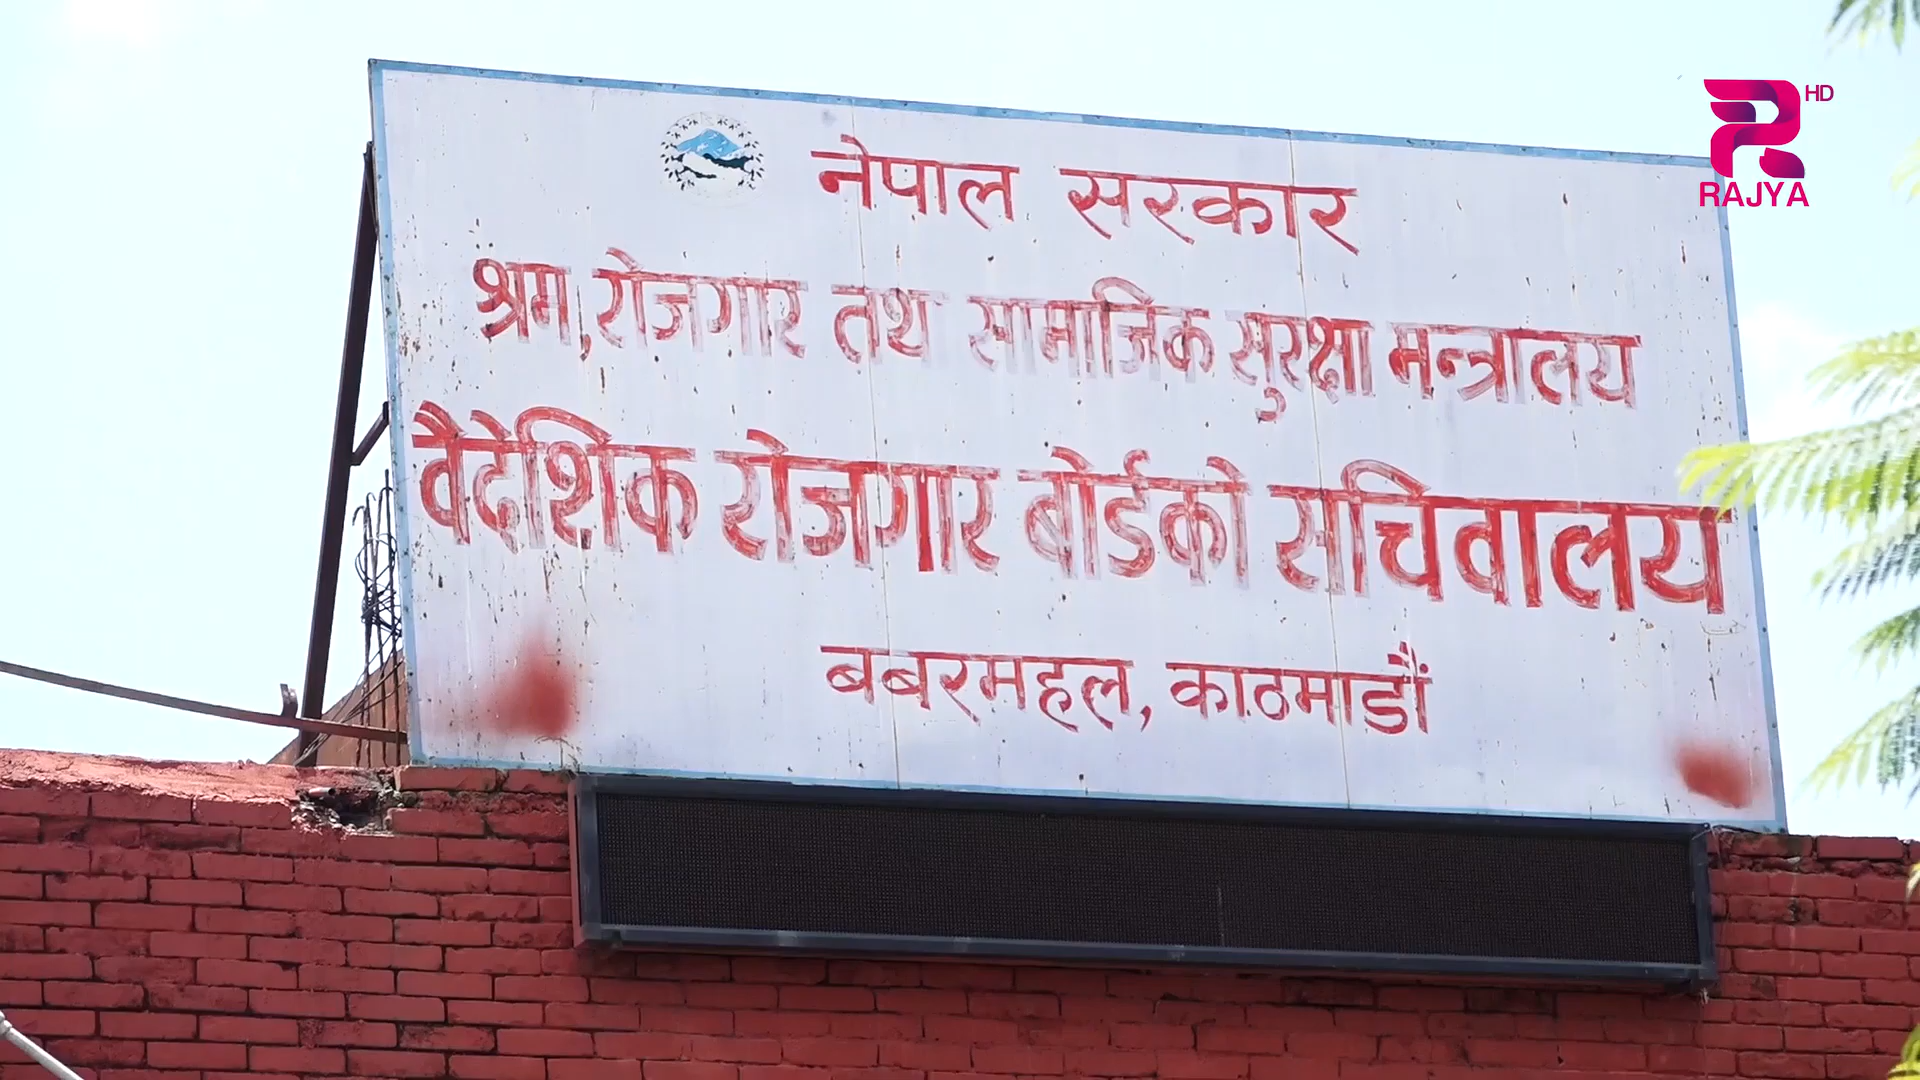 HD
RAJYA
नेपाल सरकार
श्रम, रोजगार तथ सामाजिक सुरक्षा मन्त्रालय
वैदेशिक रोजगार बोर्डको सचिवालय
बबरमहल, काठमाडौं